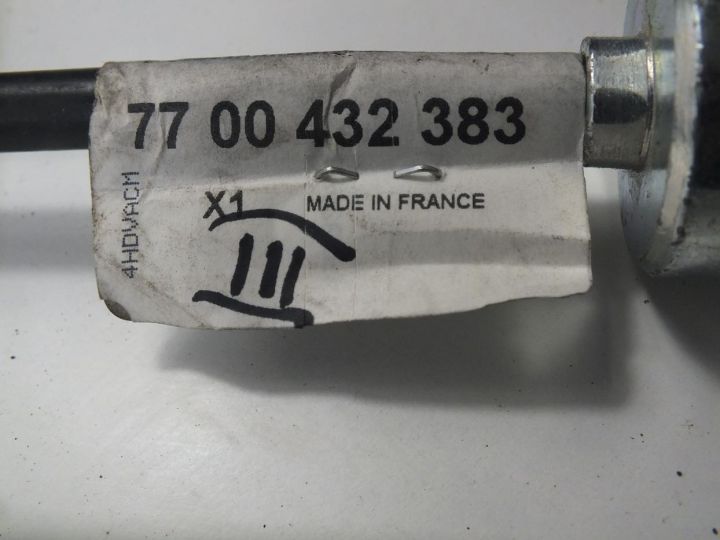 77 00 432 383
4HDVACM
X1
MADE IN FRANCE
III